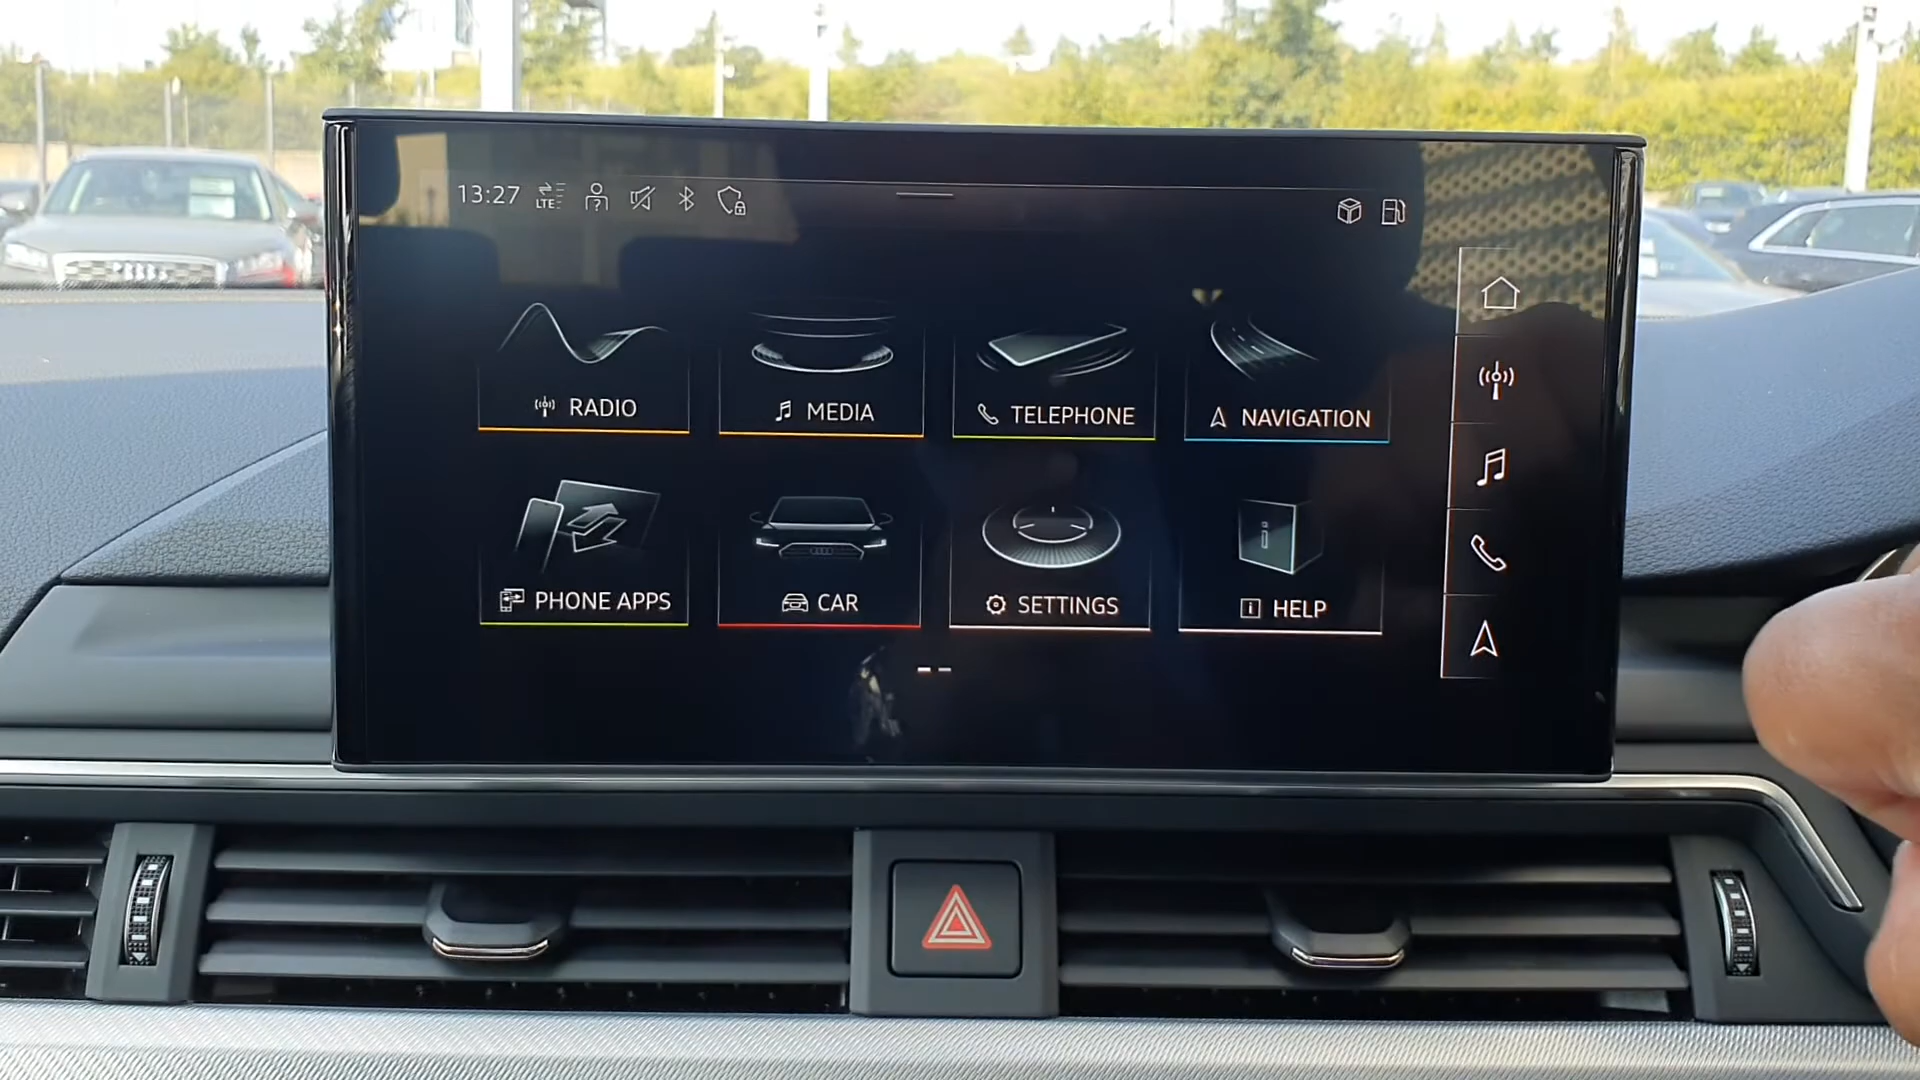 13:27 LTE
RADIO MEDIA TELEPHONE NAVIGATION
PHONE APPS CAR SETTINGS HELP